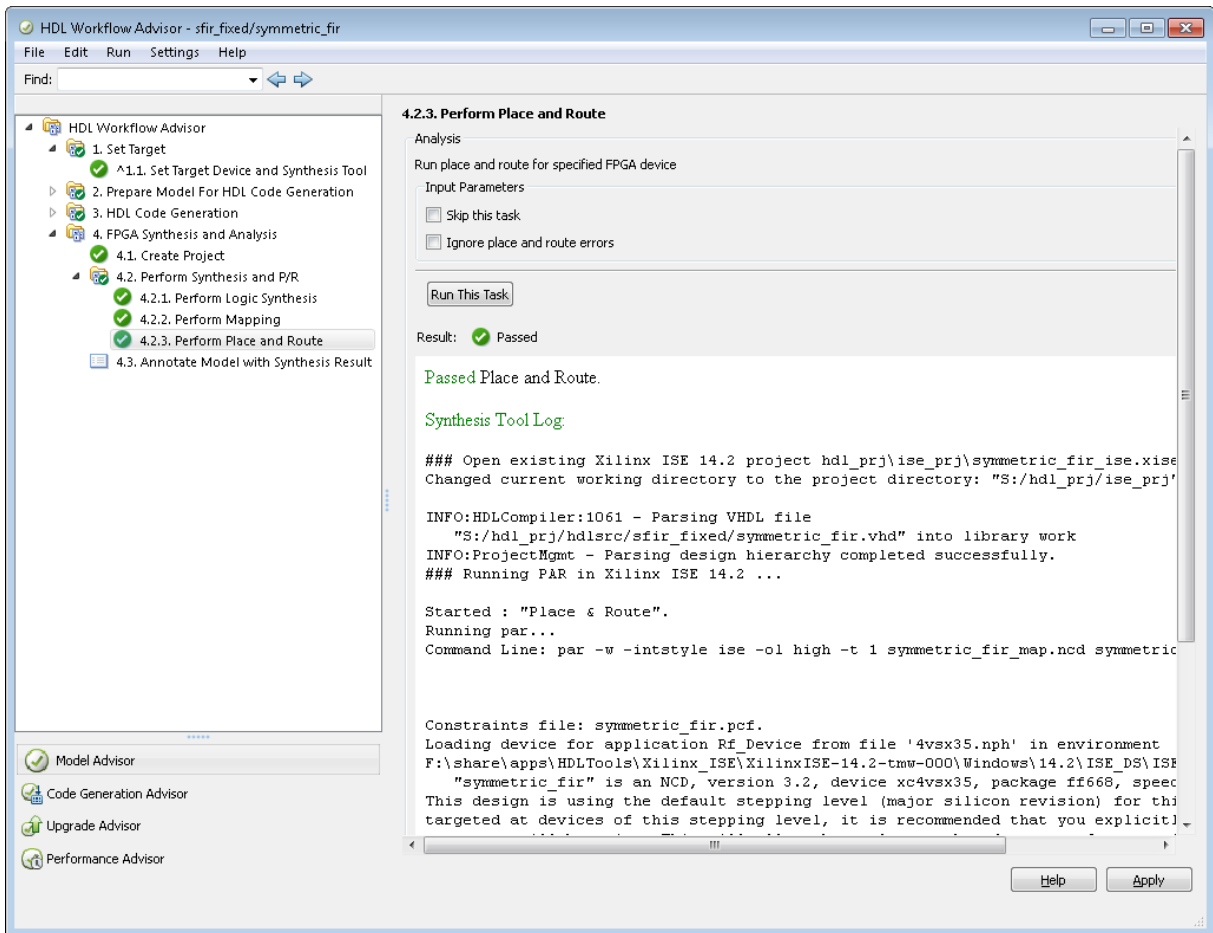 HDL Workflow Advisor - sfir_fixed/symmetric_fir
File Edit Run Settings Help
Find:
HDL Workflow Advisor
1. Set Target
^1.1. Set Target Device and Synthesis Tool
2. Prepare Model For HDL Code Generation
3. HDL Code Generation
4. FPGA Synthesis and Analysis
4.1. Create Project
4.2. Perform Synthesis and P/R
4.2.1. Perform Logic Synthesis
4.2.2. Perform Mapping
4.2.3. Perform Place and Route
4.3. Annotate Model with Synthesis Result
Model Advisor
Code Generation Advisor
Upgrade Advisor
Performance Advisor
4.2.3. Perform Place and Route
Analysis
Run place and route for specified FPGA device
Input Parameters
Skip this task
Ignore place and route errors
Run This Task
Result: Passed
Passed Place and Route.
Synthesis Tool Log:
### Open existing Xilinx ISE 14.2 project hdl_prj\ise_prj\symmetric_fir_ise.xise
Changed current working directory to the project directory: "S:/hdl_prj/ise_prj"
INFO:HDLCompiler:1061 - Parsing VHDL file
"S:/hdl_prj/hdlsrc/sfir_fixed/symmetric_fir.vhd" into library work
INFO:ProjectMgmt - Parsing design hierarchy completed successfully.
### Running PAR in Xilinx ISE 14.2 ...
Started : "Place & Route".
Running par...
Command Line: par -w -intstyle ise -ol high -t 1 symmetric_fir_map.ncd symmetric
Constraints file: symmetric_fir.pcf.
Loading device for application Rf_Device from file '4vsx35.nph' in environment
F:\share\apps\HDLTools\Xilinx_ISE\XilinxISE-14.2-tmw-000\Windows\14.2\ISE_DS\ISE
"symmetric_fir" is an NCD, version 3.2, device xc4vsx35, package ff668, speed
This design is using the default stepping level (major silicon revision) for thi
targeted at devices of this stepping level, it is recommended that you explicitl
Help Apply